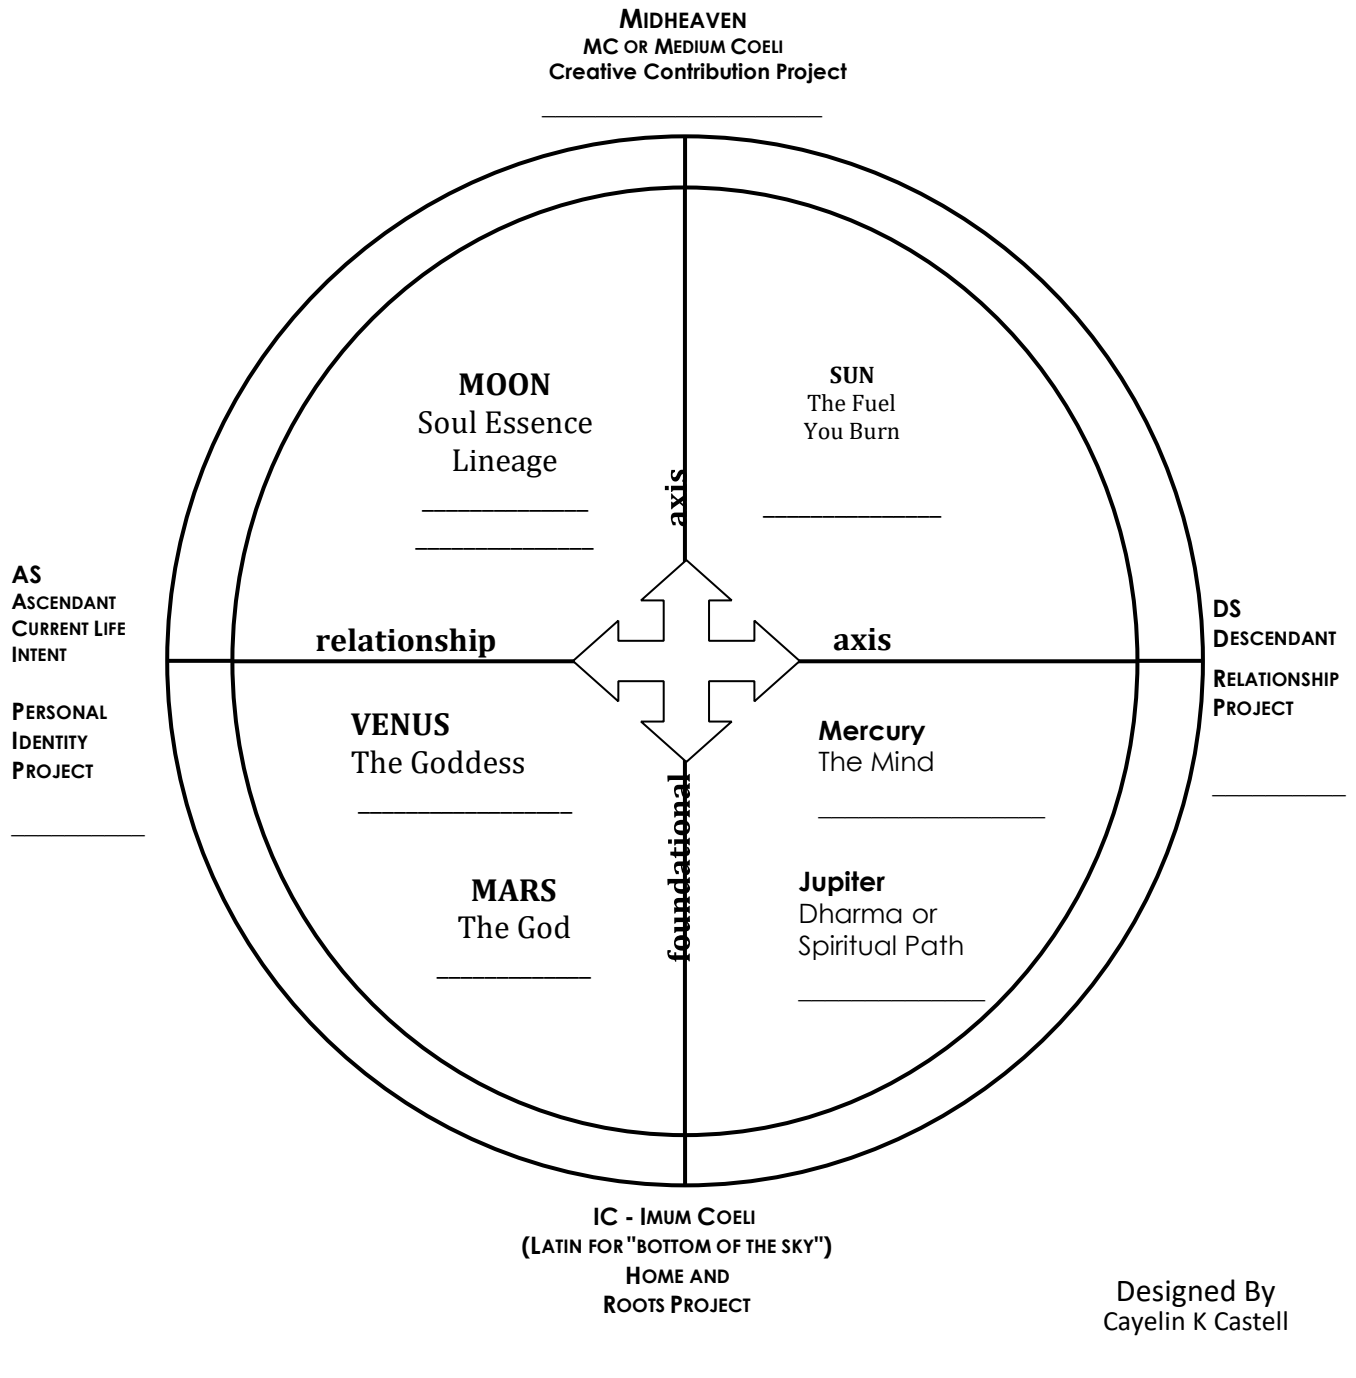 MIDHEAVEN
MC OR MEDIUM COELI
Creative Contribution Project
MOON
Soul Essence
Lineage
SUN
The Fuel
You Burn
axis
AS
ASCENDANT
CURRENT LIFE
INTENT
PERSONAL
IDENTITY
PROJECT
relationship
axis
DS
DESCENDANT
RELATIONSHIP
PROJECT
VENUS
The Goddess
MARS
The God
foundational
Mercury
The Mind
Jupiter
Dharma or
Spiritual Path
IC - IMUM COELI
(LATIN FOR "BOTTOM OF THE SKY")
HOME AND
ROOTS PROJECT
Designed By
Cayelin K Castell